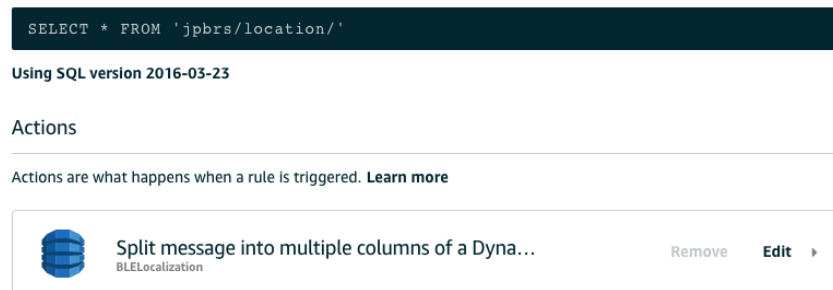 SELECT * FROM 'jpbrs/location/'
Using SQL version 2016-03-23
Actions
Actions are what happens when a rule is triggered. Learn more
Split message into multiple columns of a Dyna…
Remove
Edit
BLELocalization